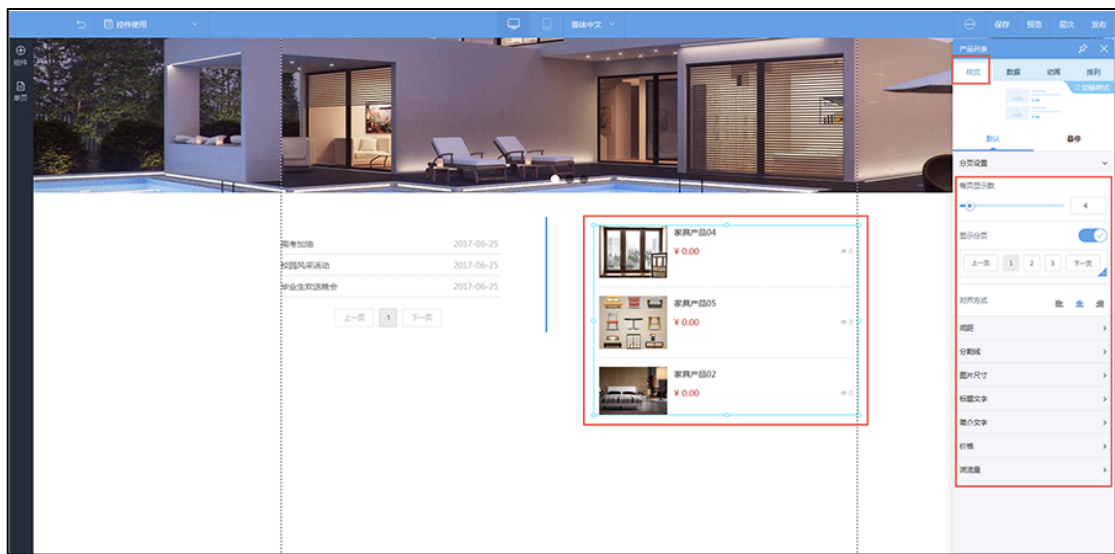 控件使用
简体中文
保存 预览 层次 发布
组件
单页
产品列表
样式 数据 动画 排列
切换样式
默认 悬停
分页设置
每页显示数
4
显示分页
上一页 1 2 3 下一页
对齐方式
间距
分割线
图片尺寸
标题文字
简介文字
价格
浏览量
高考加油 2017-06-25
校园风采活动 2017-06-25
毕业生欢送晚会 2017-06-25
上一页 1 下一页
家具产品04
¥ 0.00
0
家具产品05
¥ 0.00
0
家具产品02
¥ 0.00
0